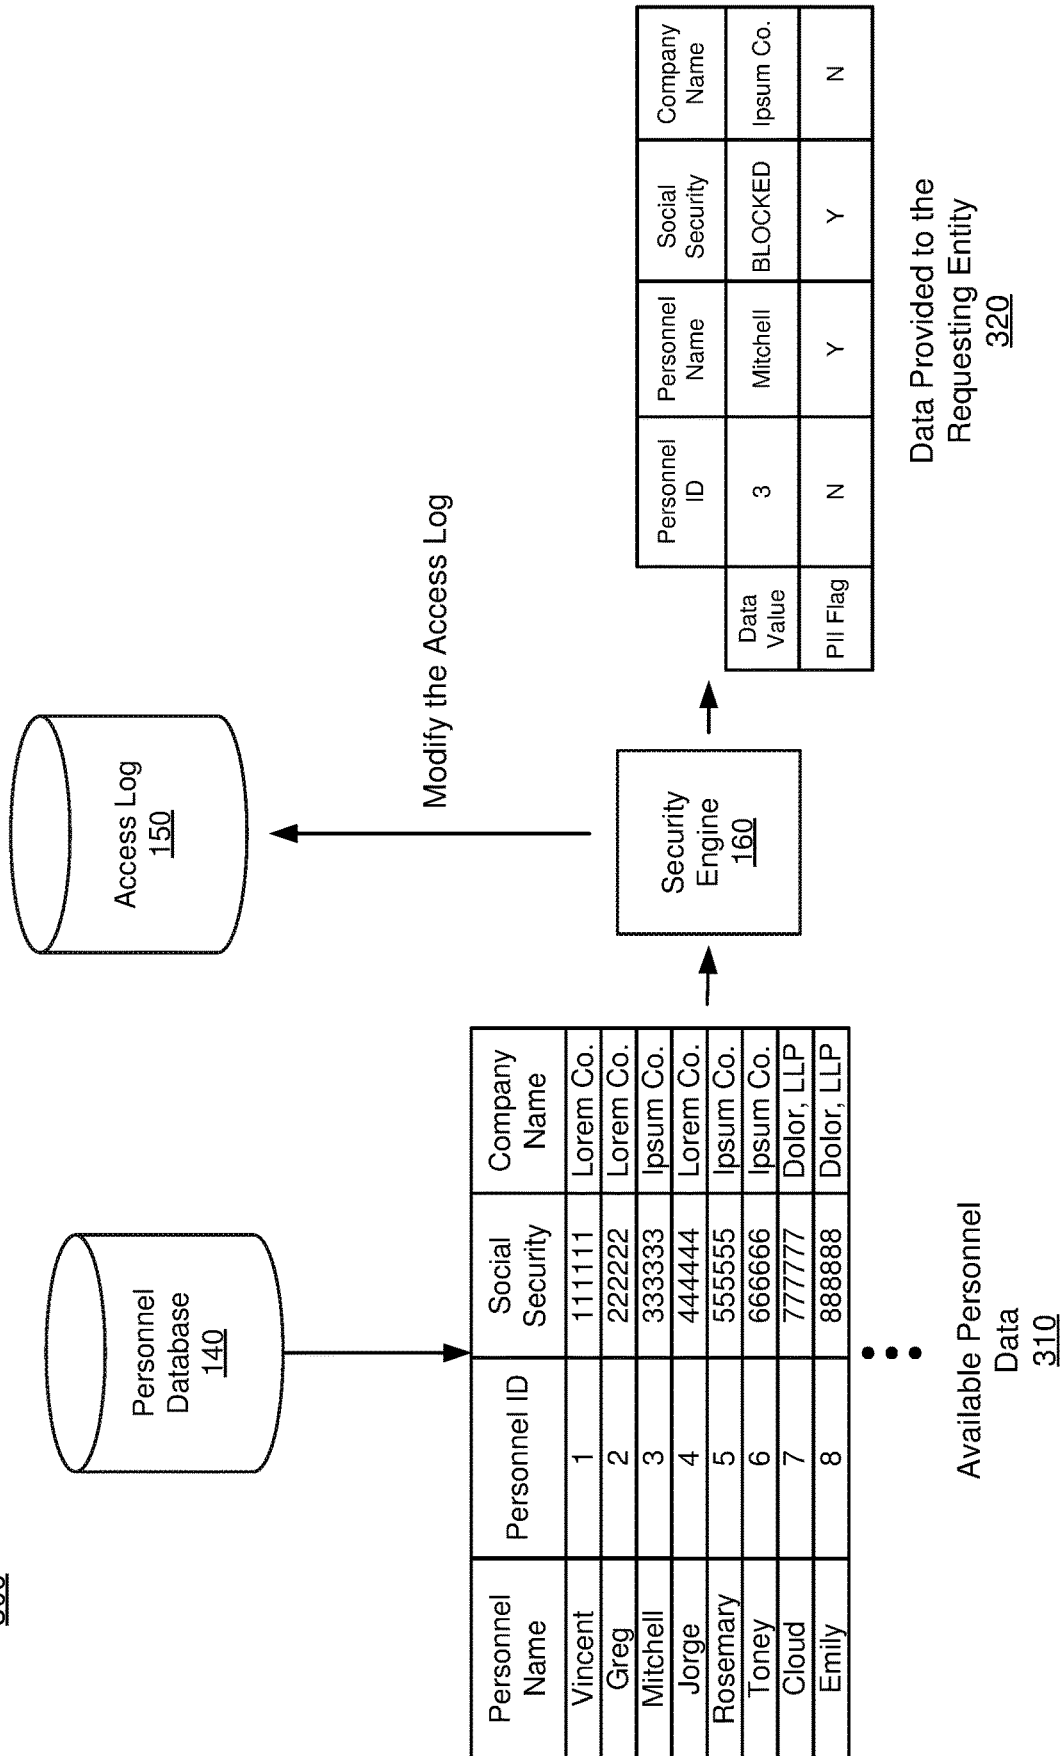 Personnel
Database
140
Access Log
150
Modify the Access Log
Personnel
Name
Personnel ID
Social
Security
Company
Name
Vincent
1
111111
Lorem Co.
Greg
2
222222
Lorem Co.
Mitchell
3
333333
Ipsum Co.
Jorge
4
444444
Lorem Co.
Rosemary
5
555555
Ipsum Co.
Toney
6
666666
Ipsum Co.
Cloud
7
777777
Dolor, LLP
Emily
8
888888
Dolor, LLP
Available Personnel
Data
310
Security
Engine
160
Personnel
ID
Personnel
Name
Social
Security
Company
Name
Data
Value
3
Mitchell
BLOCKED
Ipsum Co.
PII Flag
N
Y
Y
N
Data Provided to the
Requesting Entity
320